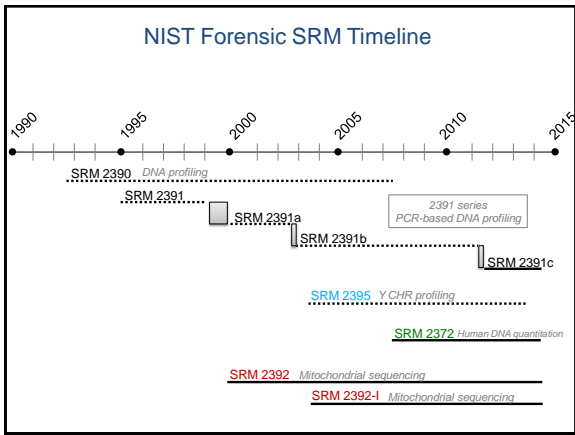 NIST Forensic SRM Timeline
1990 1995 2000 2005 2010 2015
SRM 2390 DNA profiling
SRM 2391
2391 series
PCR-based DNA profiling
SRM 2391a
SRM 2391b
SRM 2391c
SRM 2395 Y CHR profiling
SRM 2372 Human DNA quantitation
SRM 2392 Mitochondrial sequencing
SRM 2392-I Mitochondrial sequencing